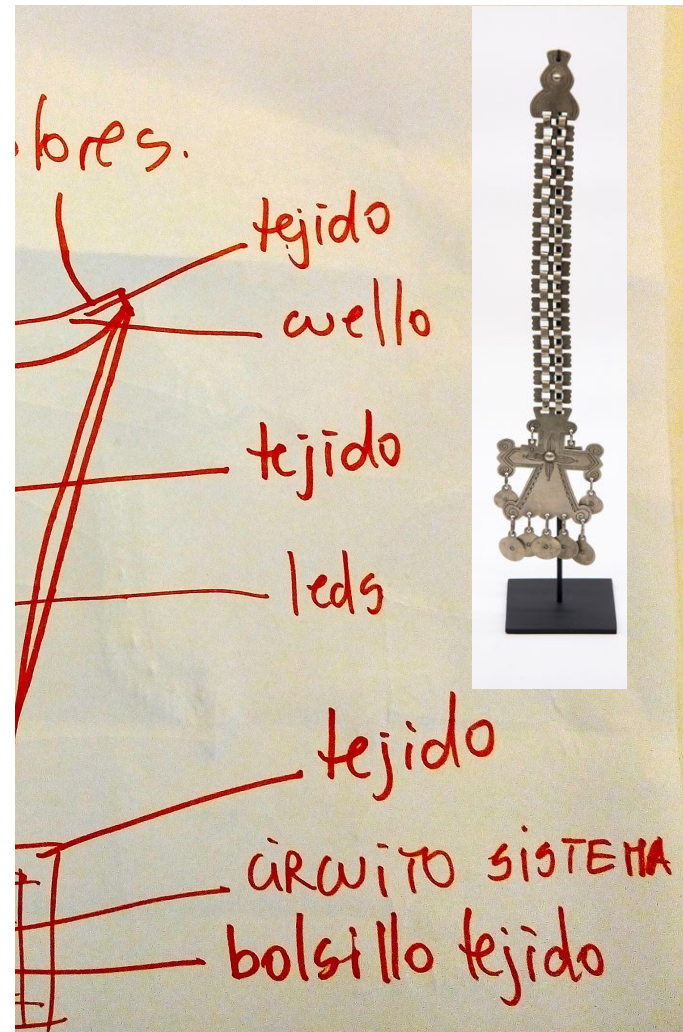 lores.
tejido
cuello
tejido
leds
tejido
CIRCUITO SISTEMA
bolsillo tejido